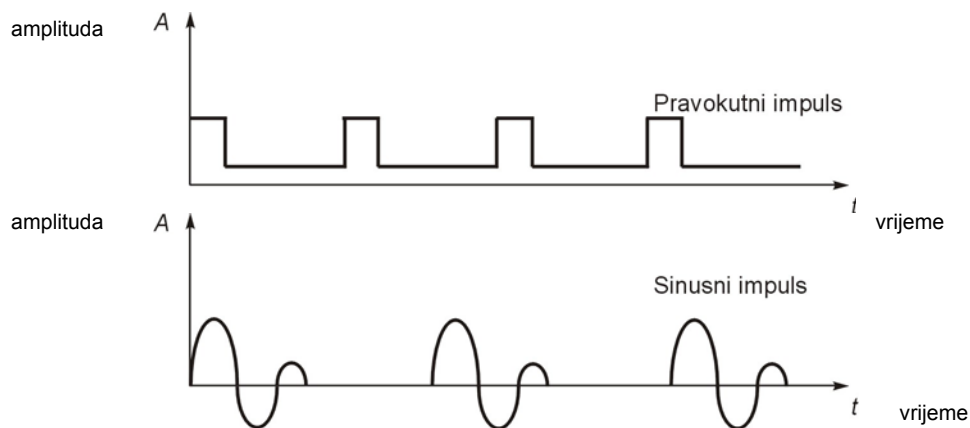 amplituda A
Pravokutni impuls
t
vrijeme
amplituda A
Sinusni impuls
t
vrijeme